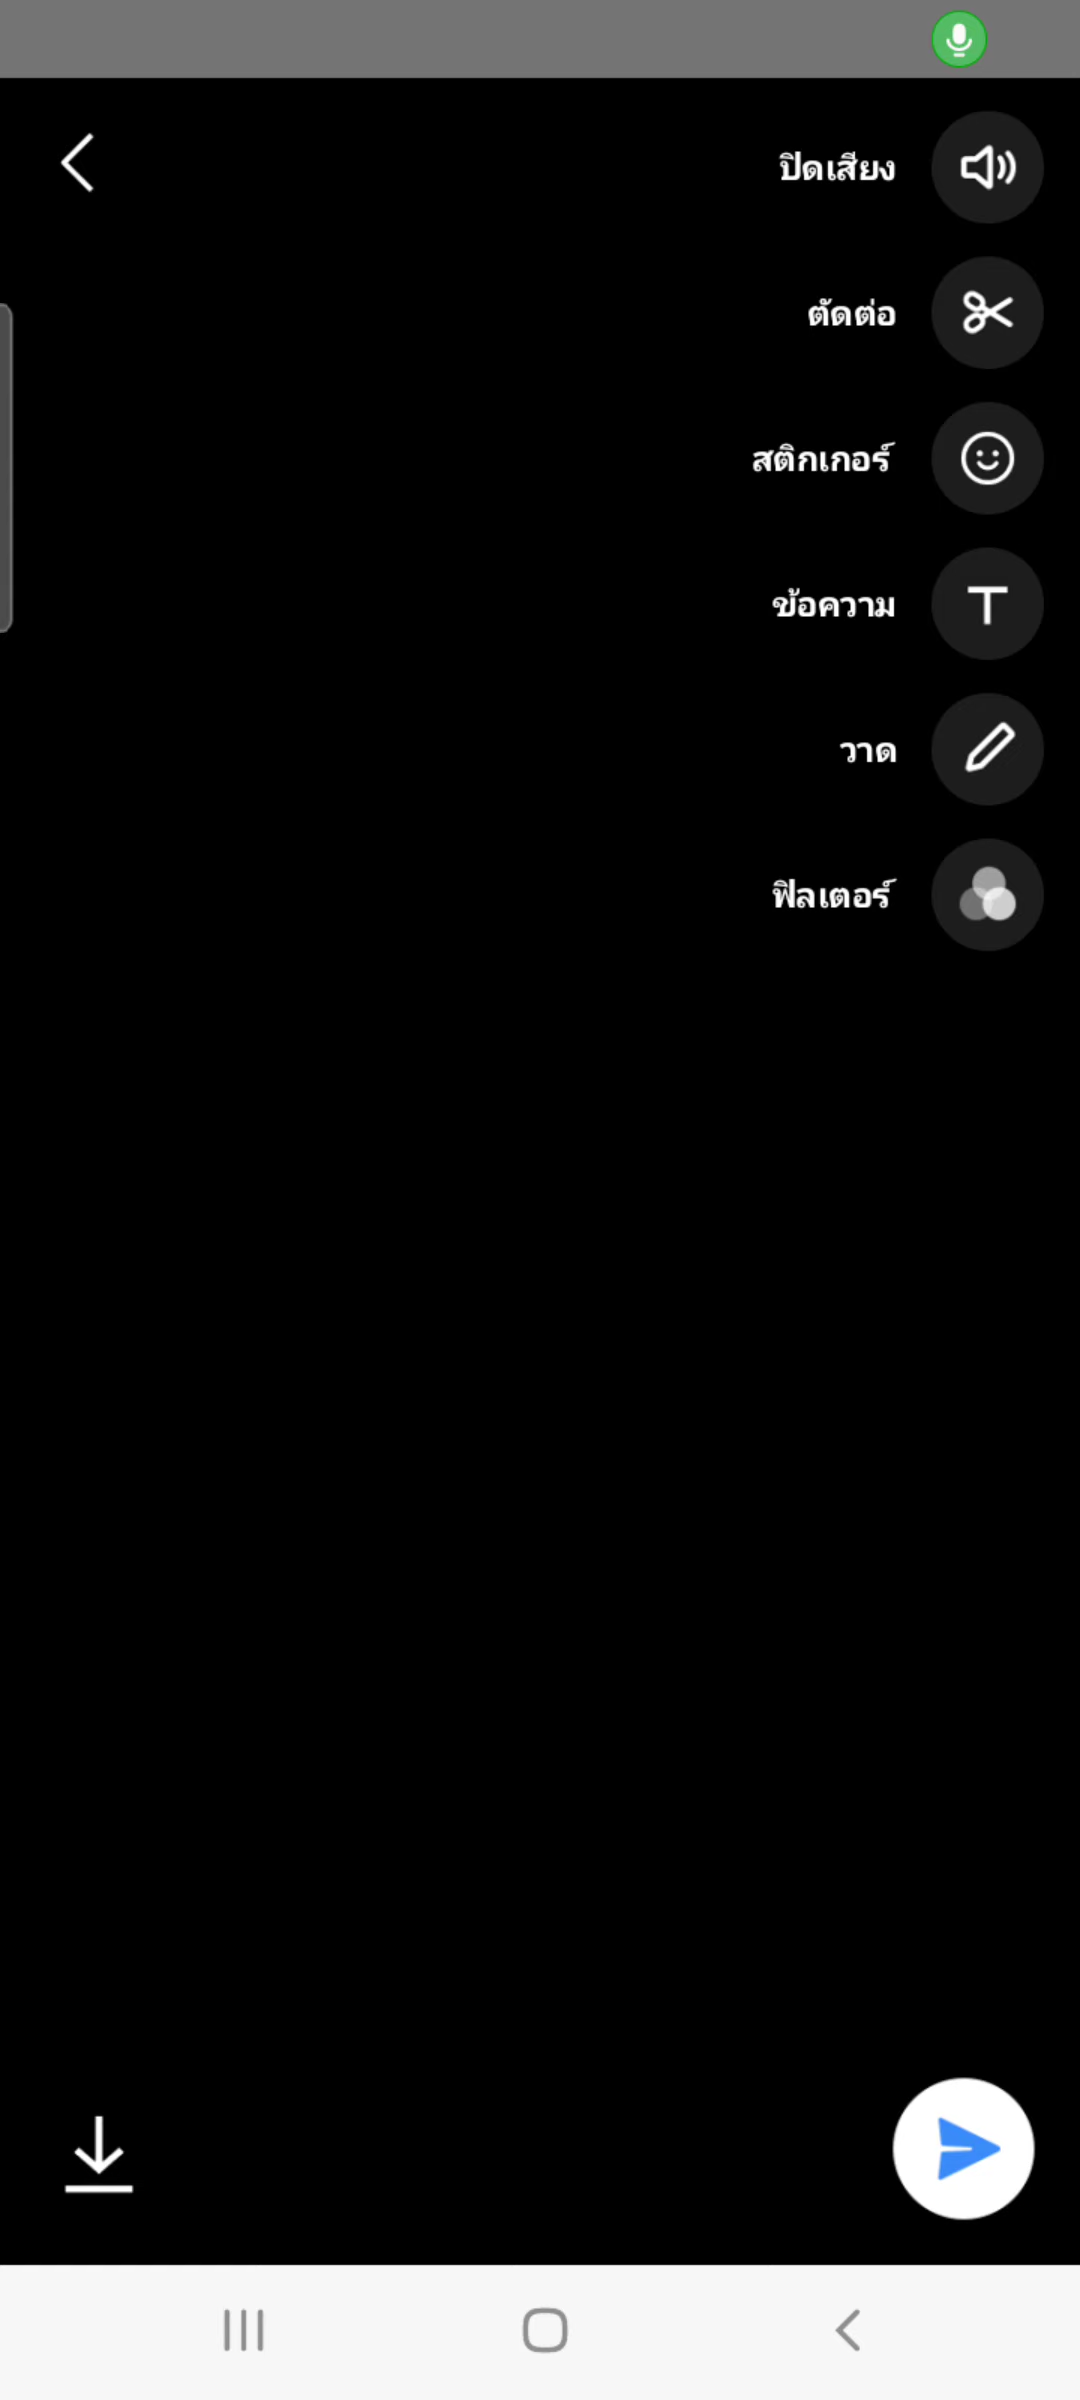 ปิดเสียง
ตัดต่อ
สติกเกอร์
ข้อความ
วาด
ฟิลเตอร์